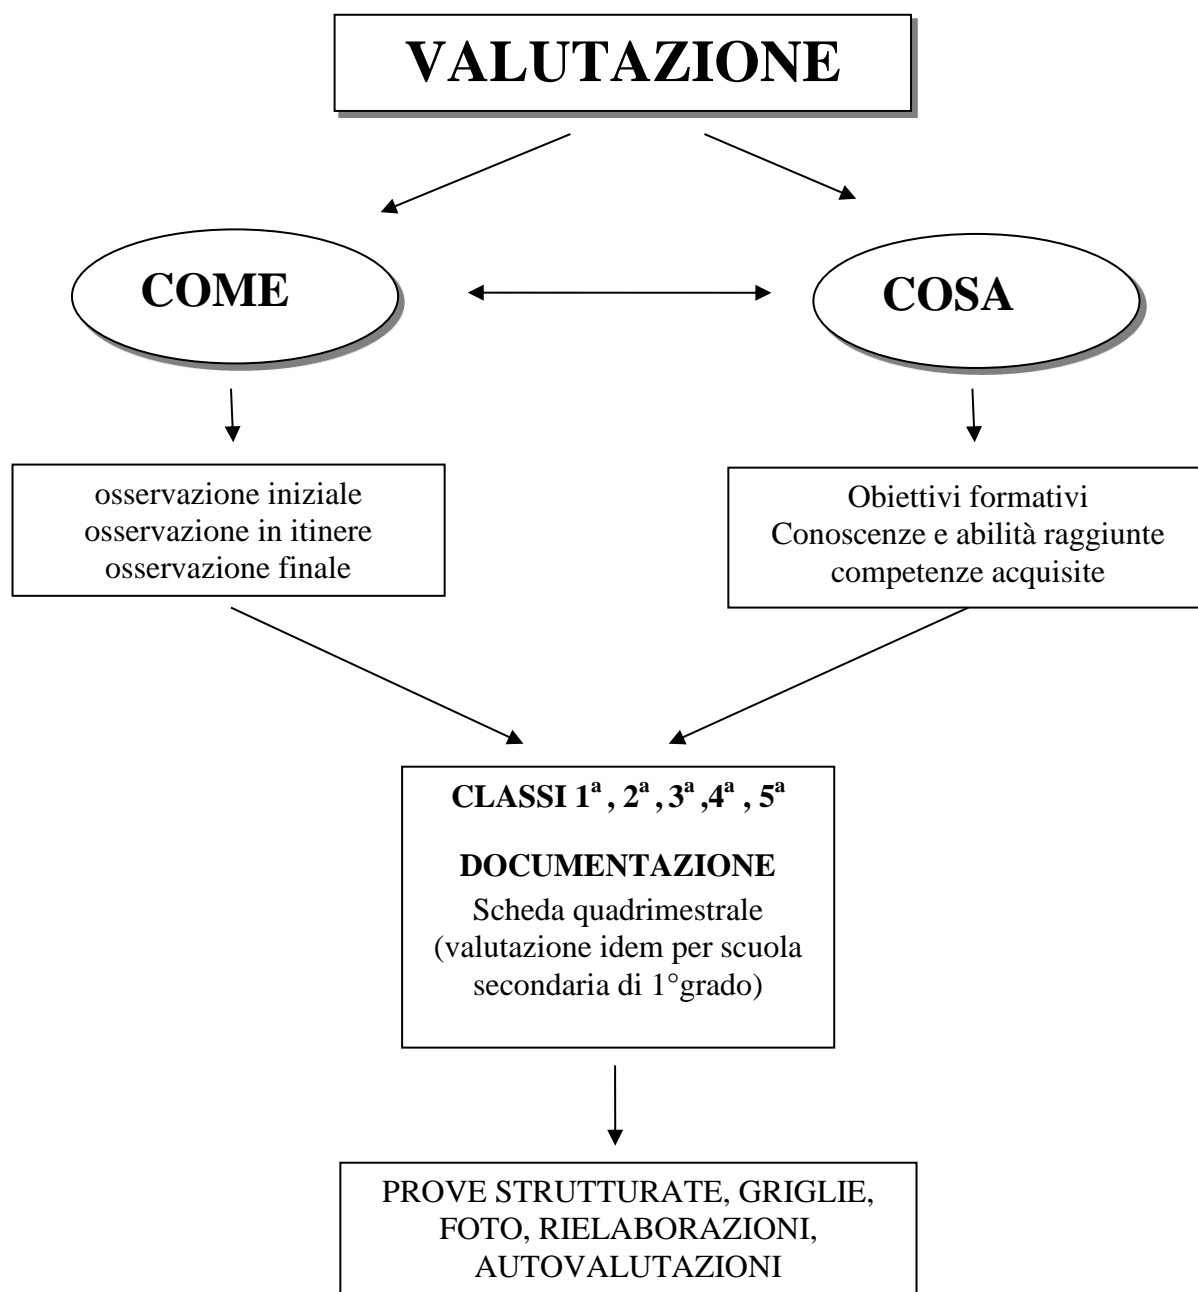 VALUTAZIONE
COME
COSA
osservazione iniziale
osservazione in itinere
osservazione finale
Obiettivi formativi
Conoscenze e abilità raggiunte
competenze acquisite
CLASSI 1ª , 2ª , 3ª ,4ª , 5ª
DOCUMENTAZIONE
Scheda quadrimestrale
(valutazione idem per scuola
secondaria di 1°grado)
PROVE STRUTTURATE, GRIGLIE,
FOTO, RIELABORAZIONI,
AUTOVALUTAZIONI